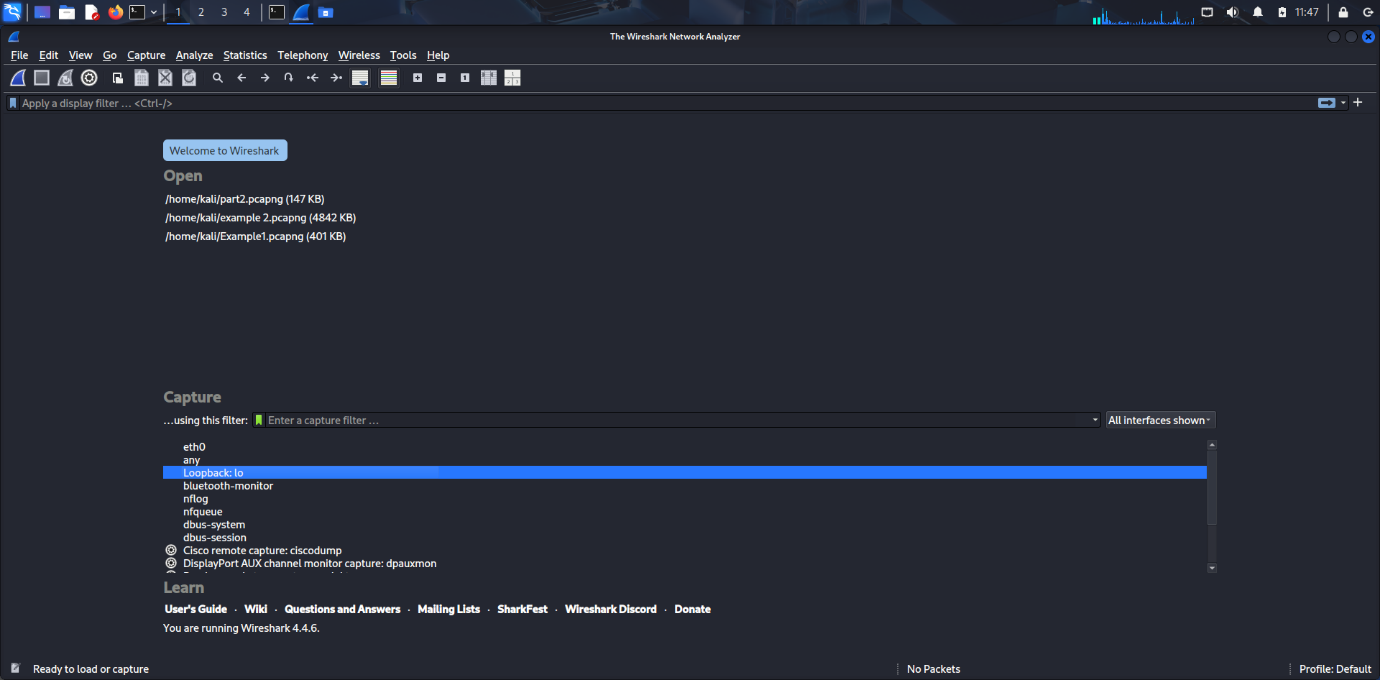 1 2 3 4 11:47
The Wireshark Network Analyzer
File Edit View Go Capture Analyze Statistics Telephony Wireless Tools Help
Apply a display filter ... <Ctrl-/>
Welcome to Wireshark
Open
/home/kali/part2.pcapng (147 KB)
/home/kali/example 2.pcapng (4842 KB)
/home/kali/Example1.pcapng (401 KB)
Capture
...using this filter: Enter a capture filter ... All interfaces shown
eth0
any
Loopback: lo
bluetooth-monitor
nflog
nfqueue
dbus-system
dbus-session
Cisco remote capture: ciscodump
DisplayPort AUX channel monitor capture: dpauxmon
Learn
User's Guide · Wiki · Questions and Answers · Mailing Lists · SharkFest · Wireshark Discord · Donate
You are running Wireshark 4.4.6.
Ready to load or capture No Packets Profile: Default